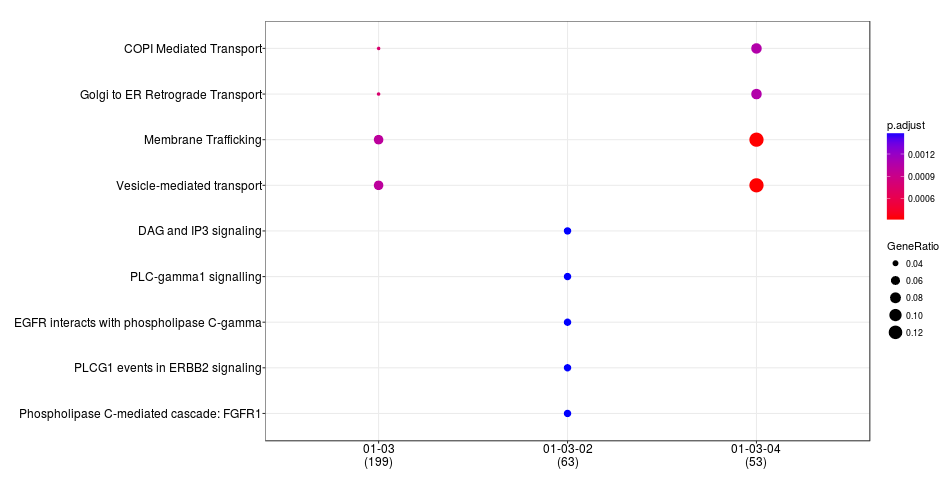 COPI Mediated Transport
Golgi to ER Retrograde Transport
Membrane Trafficking
Vesicle-mediated transport
DAG and IP3 signaling
PLC-gamma1 signalling
EGFR interacts with phospholipase C-gamma
PLCG1 events in ERBB2 signaling
Phospholipase C-mediated cascade: FGFR1
01-03
(199)
01-03-02
(63)
01-03-04
(53)
p.adjust
0.0012
0.0009
0.0006
GeneRatio
0.04
0.06
0.08
0.10
0.12